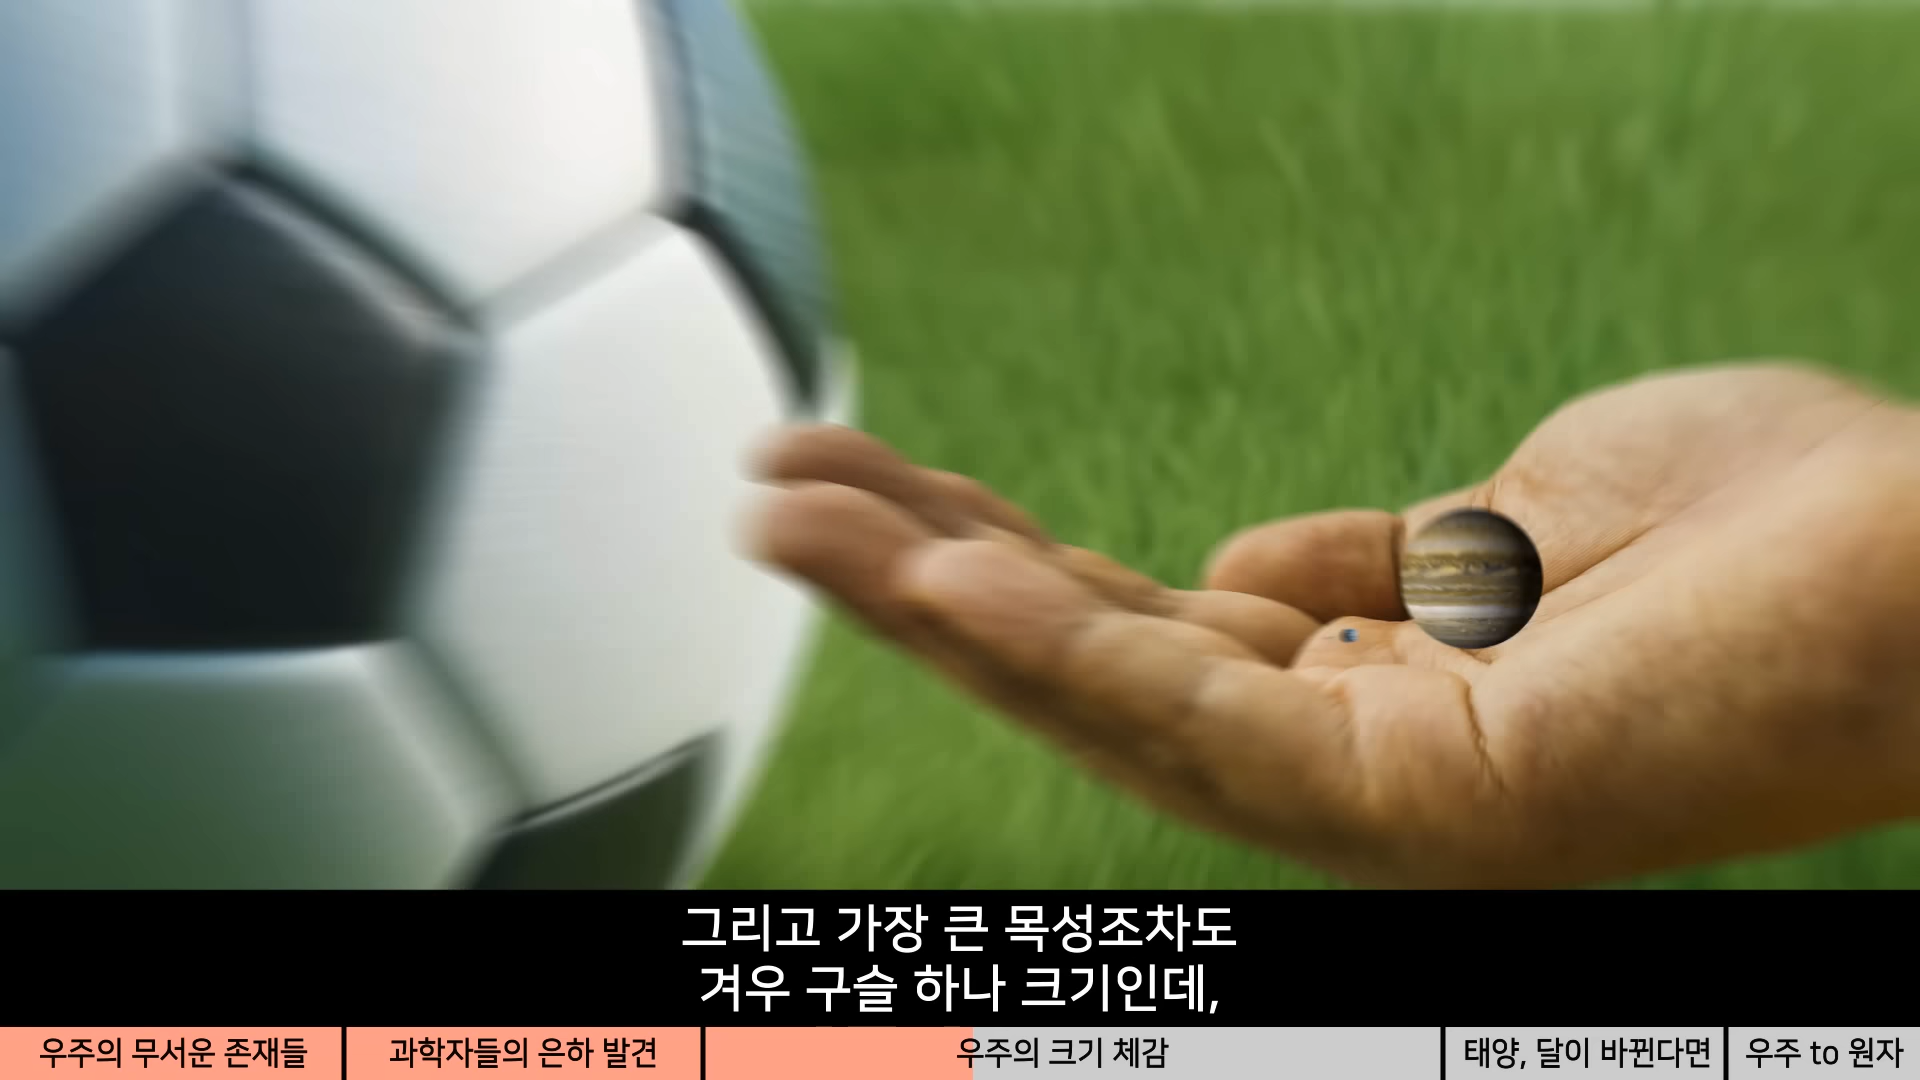 그리고 가장 큰 목성조차도
겨우 구슬 하나 크기인데,
우주의 무서운 존재들
과학자들의 은하 발견
우주의 크기 체감
태양, 달이 바뀐다면
우주 to 원자